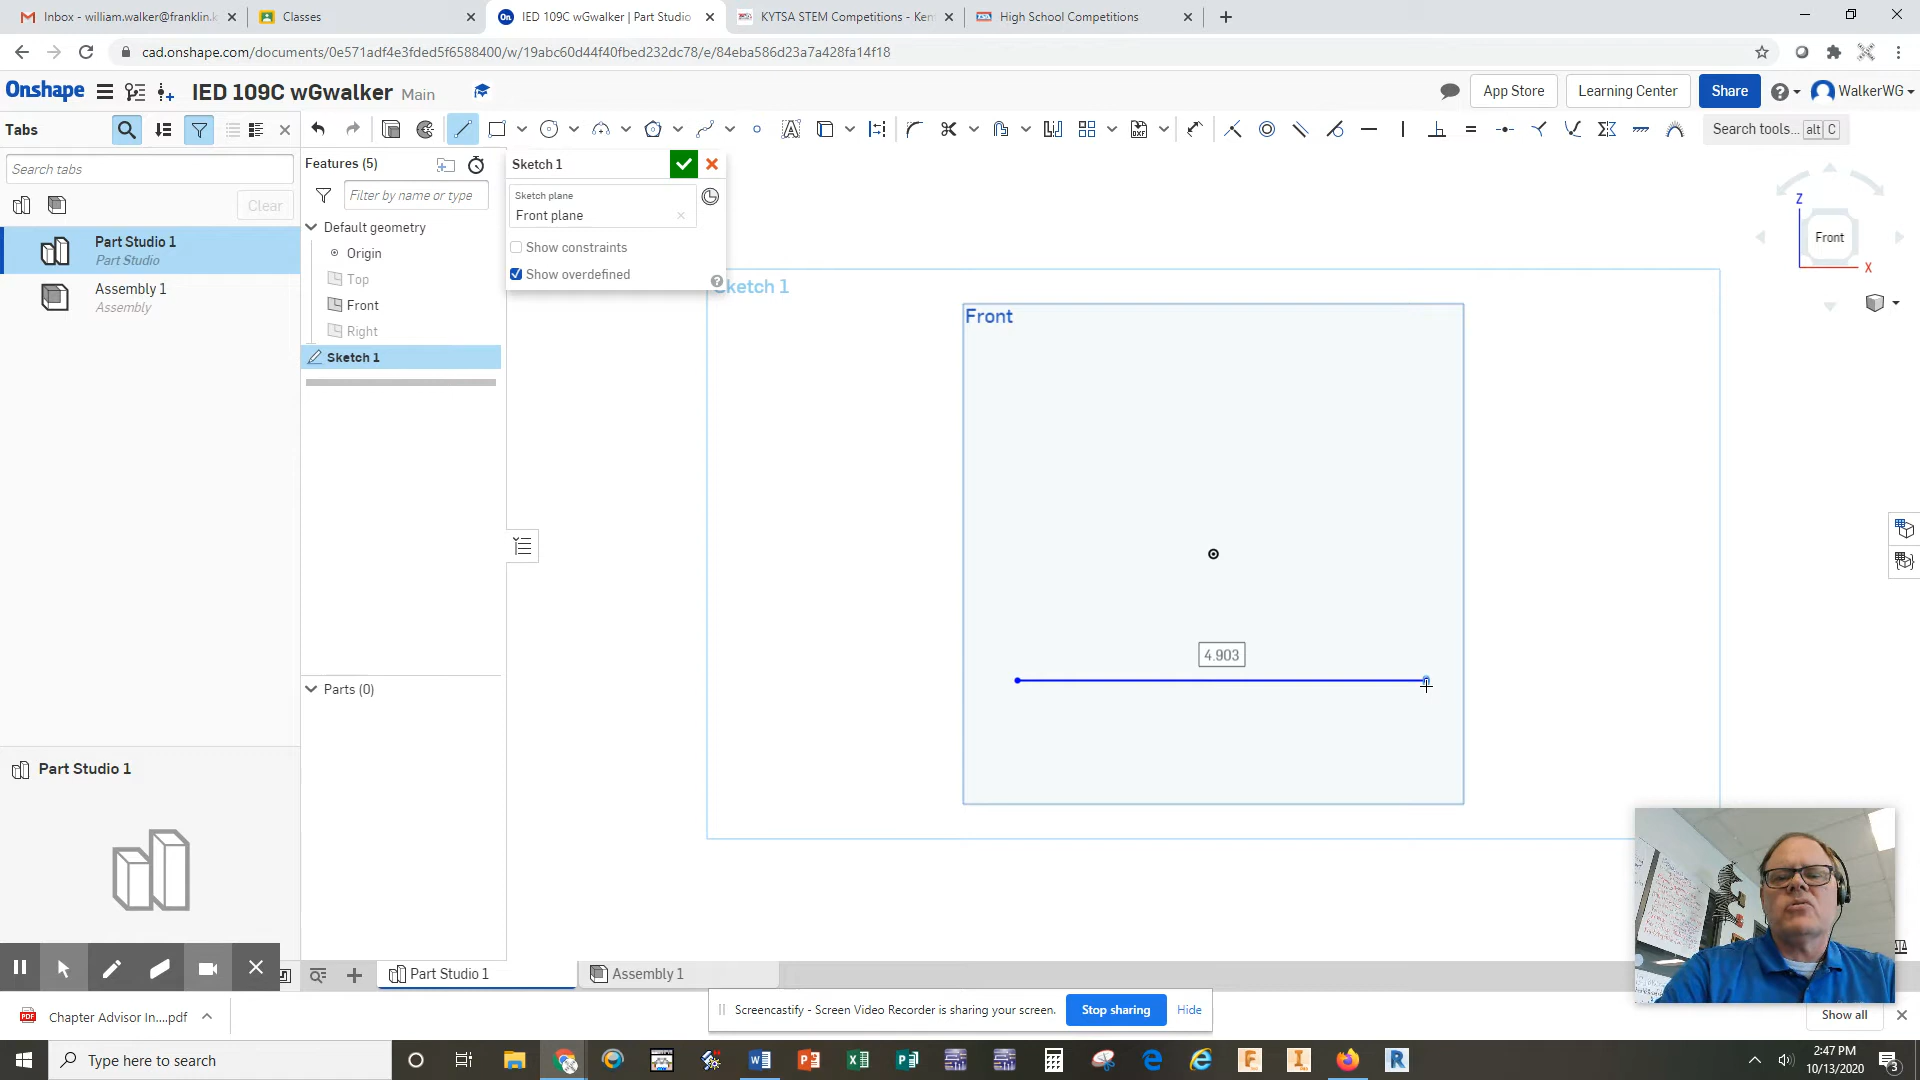 Inbox - william.walker@franklin.k
Classes
IED 109C wGwalker | Part Studio
KYTSA STEM Competitions - Ken
High School Competitions
cad.onshape.com/documents/0e571adf4e3fded5f6588400/w/19abc60d44f40fbed232dc78/e/84eba586d23a7a428fa14f18
Onshape
IED 109C wGwalker Main
App Store
Learning Center
Share
WalkerWG
Tabs
Search tools... alt C
Search tabs
Clear
Part Studio 1
Part Studio
Assembly 1
Assembly
Features (5)
Filter by name or type
Default geometry
Origin
Top
Front
Right
Sketch 1
Parts (0)
Sketch 1
Sketch plane
Front plane
Show constraints
Show overdefined
Sketch 1
Front
4.903
Z
Front
X
Part Studio 1
Part Studio 1
Assembly 1
Chapter Advisor In....pdf
Screencastify - Screen Video Recorder is sharing your screen.
Stop sharing
Hide
Show all
Type here to search
2:47 PM
10/13/2020
3